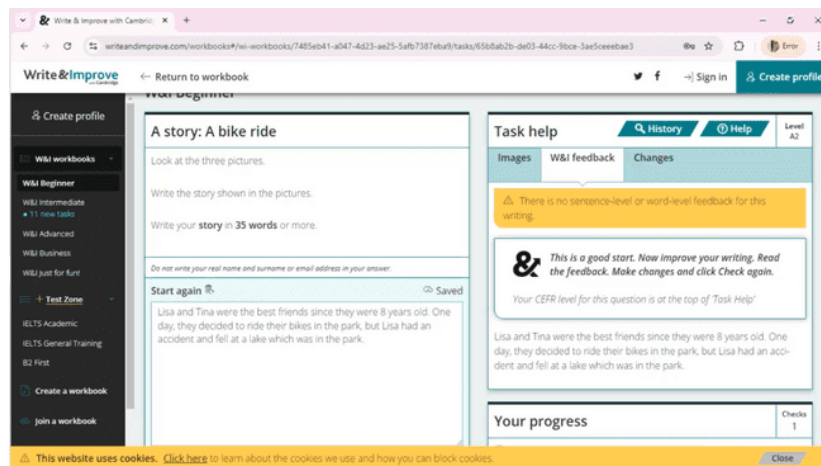 Write & Improve with Cambrid
writeandimprove.com/workbooks#/wi-workbooks/7485eb41-a047-4d23-ae25-5afb7387eba9/tasks/65b8ab2b-de03-44cc-9bce-3ae5ceeebae3
Error
Write&Improve
← Return to workbook
Sign in
Create profile
Create profile
W&I Beginner
W&I workbooks
W&I Beginner
W&I Intermediate
11 new tasks
W&I Advanced
W&I Business
W&I Just for fun!
+ Test Zone
IELTS Academic
IELTS General Training
B2 First
Create a workbook
Join a workbook
A story: A bike ride
Look at the three pictures.
Write the story shown in the pictures.
Write your story in 35 words or more.
Do not write your real name and surname or email address in your answer.
Start again
Saved
Lisa and Tina were the best friends since they were 8 years old. One
day, they decided to ride their bikes in the park, but Lisa had an
accident and fell at a lake which was in the park.
Task help
History
Help
Level
A2
Images
W&I feedback
Changes
There is no sentence-level or word-level feedback for this
writing.
This is a good start. Now improve your writing. Read
the feedback. Make changes and click Check again.
Your CEFR level for this question is at the top of 'Task Help'
Lisa and Tina were the best friends since they were 8 years old. One
day, they decided to ride their bikes in the park, but Lisa had an acci-
dent and fell at a lake which was in the park.
Your progress
Checks
1
This website uses cookies. Click here to learn about the cookies we use and how you can block cookies.
Close